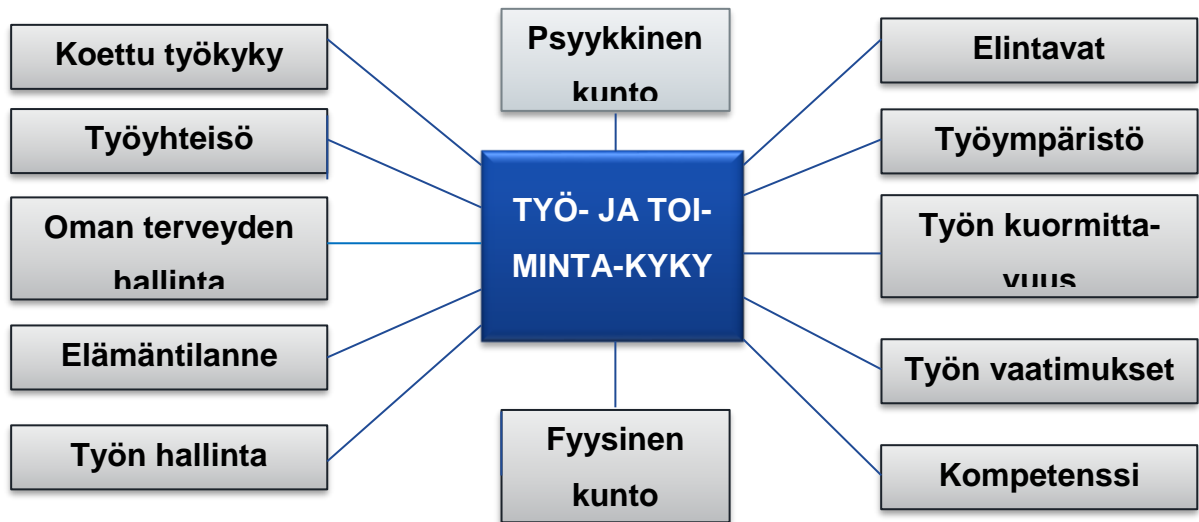 Koettu työkyky
Työyhteisö
Oman terveyden
hallinta
Elämäntilanne
Työn hallinta
Psyykkinen
kunto
TYÖ- JA TOI-
MINTA-KYKY
Fyysinen
kunto
Elintavat
Työympäristö
Työn kuormitta-
vuus
Työn vaatimukset
Kompetenssi